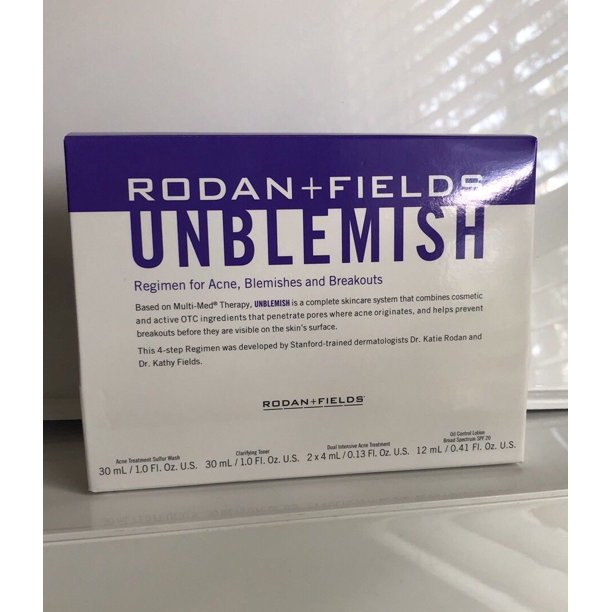 RODAN+FIELDS
UNBLEMISH
Regimen for Acne, Blemishes and Breakouts
Based on Multi-Med® Therapy, UNBLEMISH is a complete skincare system that combines cosmetic
and active OTC ingredients that penetrate pores where acne originates, and helps prevent
breakouts before they are visible on the skin's surface.
This 4-step Regimen was developed by Stanford-trained dermatologists Dr. Katie Rodan and
Dr. Kathy Fields.
RODAN+FIELDS®
Acne Treatment Sulfur Wash
30 mL / 1.0 Fl. Oz. U.S.
Clarifying Toner
30 mL / 1.0 Fl. Oz. U.S.
Dual Intensive Acne Treatment
2 x 4 mL / 0.13 Fl. Oz. U.S.
Oil Control Lotion
Broad Spectrum SPF 20
12 mL / 0.41 Fl. Oz. U.S.